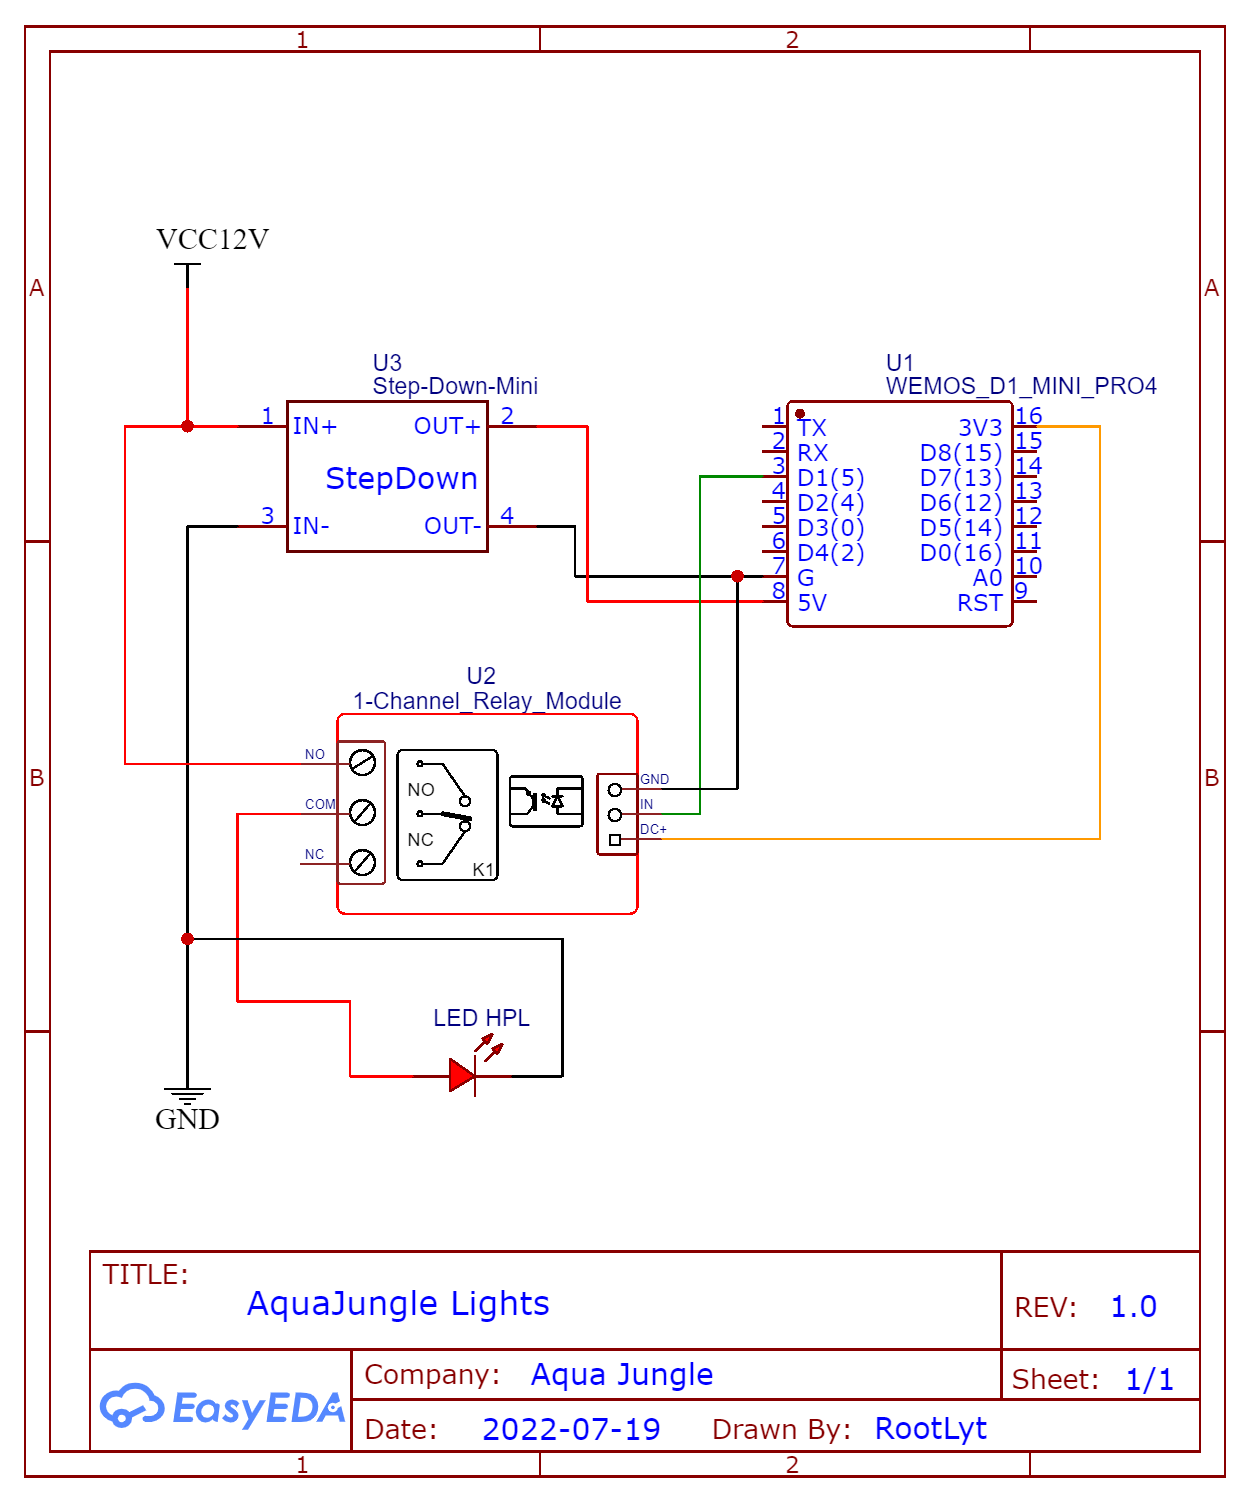 1
2
A
A
VCC12V
U3
Step-Down-Mini
1
IN+
OUT+
2
StepDown
3
IN-
OUT-
4
U1
WEMOS_D1_MINI_PRO4
1
TX
3V3
16
2
RX
D8(15)
15
3
D1(5)
D7(13)
14
4
D2(4)
D6(12)
13
5
D3(0)
D5(14)
12
6
D4(2)
D0(16)
11
7
G
A0
10
8
5V
RST
9
U2
1-Channel_Relay_Module
B
B
NO
COM
NC
NO
NC
K1
GND
IN
DC+
LED HPL
GND
TITLE:
AquaJungle Lights
REV: 1.0
EasyEDA
Company: Aqua Jungle
Sheet: 1/1
Date: 2022-07-19 Drawn By: RootLyt
1
2